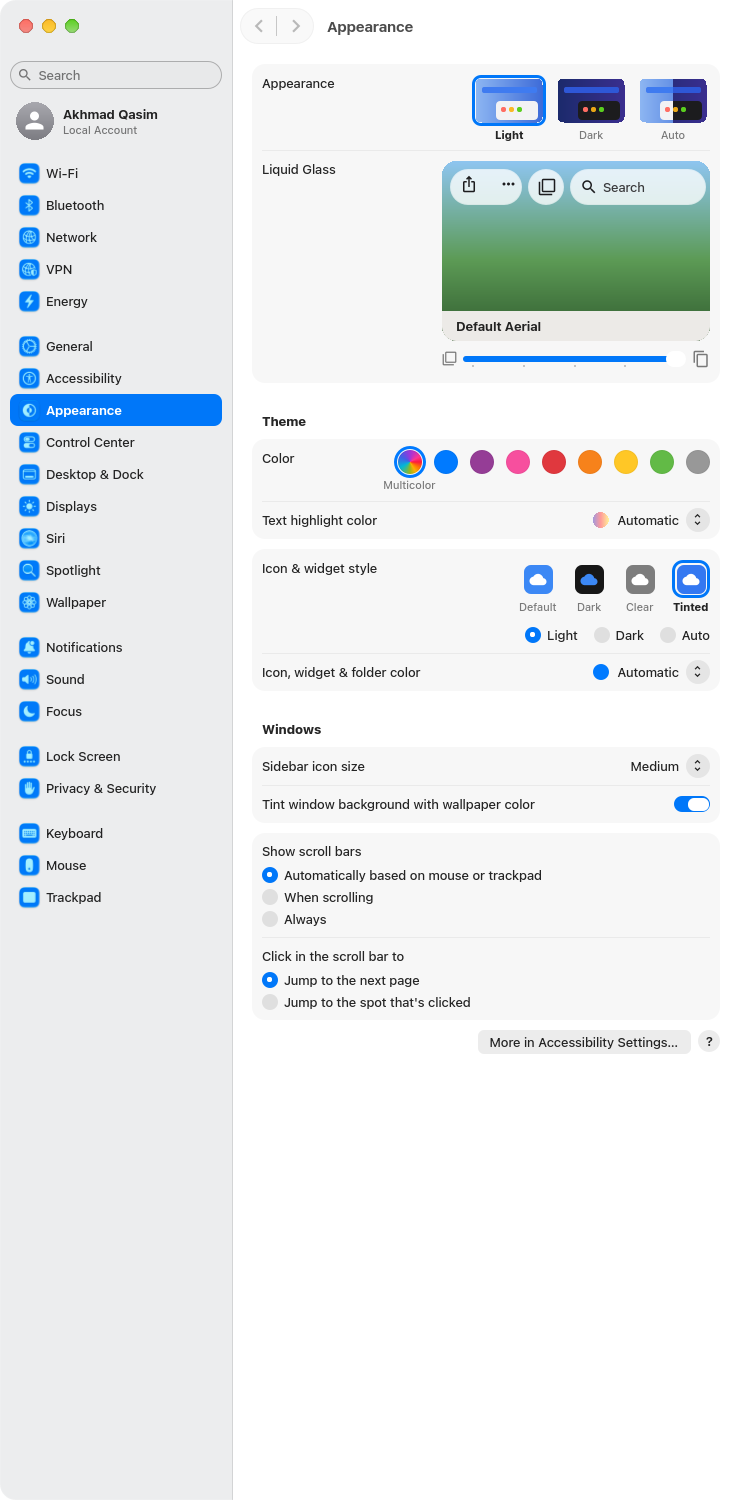 Appearance
Search
Akhmad Qasim
Local Account
Wi-Fi
Bluetooth
Network
VPN
Energy
General
Accessibility
Appearance
Control Center
Desktop & Dock
Displays
Siri
Spotlight
Wallpaper
Notifications
Sound
Focus
Lock Screen
Privacy & Security
Keyboard
Mouse
Trackpad
Appearance
Light
Dark
Auto
Liquid Glass
Search
Default Aerial
Theme
Color
Multicolor
Text highlight color
Automatic
Icon & widget style
Default
Dark
Clear
Tinted
Light
Dark
Auto
Icon, widget & folder color
Automatic
Windows
Sidebar icon size
Medium
Tint window background with wallpaper color
Show scroll bars
Automatically based on mouse or trackpad
When scrolling
Always
Click in the scroll bar to
Jump to the next page
Jump to the spot that's clicked
More in Accessibility Settings...
?